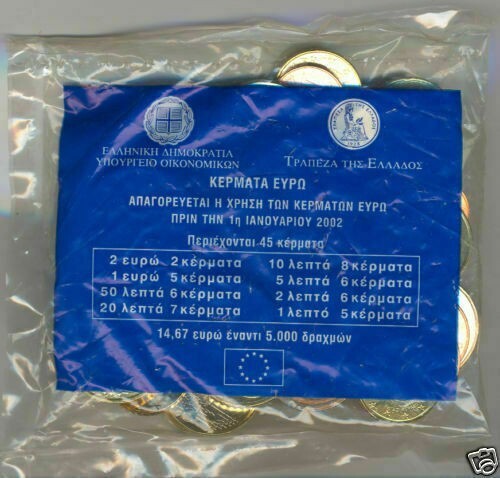 ΕΛΛΗΝΙΚΗ ΔΗΜΟΚΡΑΤΙΑ
ΥΠΟΥΡΓΕΙΟ ΟΙΚΟΝΟΜΙΚΩΝ
ΤΡΑΠΕΖΑ ΤΗΣ ΕΛΛΑΔΟΣ
ΚΕΡΜΑΤΑ ΕΥΡΩ
ΑΠΑΓΟΡΕΥΕΤΑΙ Η ΧΡΗΣΗ ΤΩΝ ΚΕΡΜΑΤΩΝ ΕΥΡΩ
ΠΡΙΝ ΤΗΝ 1η ΙΑΝΟΥΑΡΙΟΥ 2002
Περιέχονται 45 κέρματα
2 ευρώ 2 κέρματα 10 λεπτά 8 κέρματα
1 ευρώ 5 κέρματα 5 λεπτά 6 κέρματα
50 λεπτά 6 κέρματα 2 λεπτά 6 κέρματα
20 λεπτά 7 κέρματα 1 λεπτό 5 κέρματα
14,67 ευρώ έναντι 5.000 δραχμών
ebY